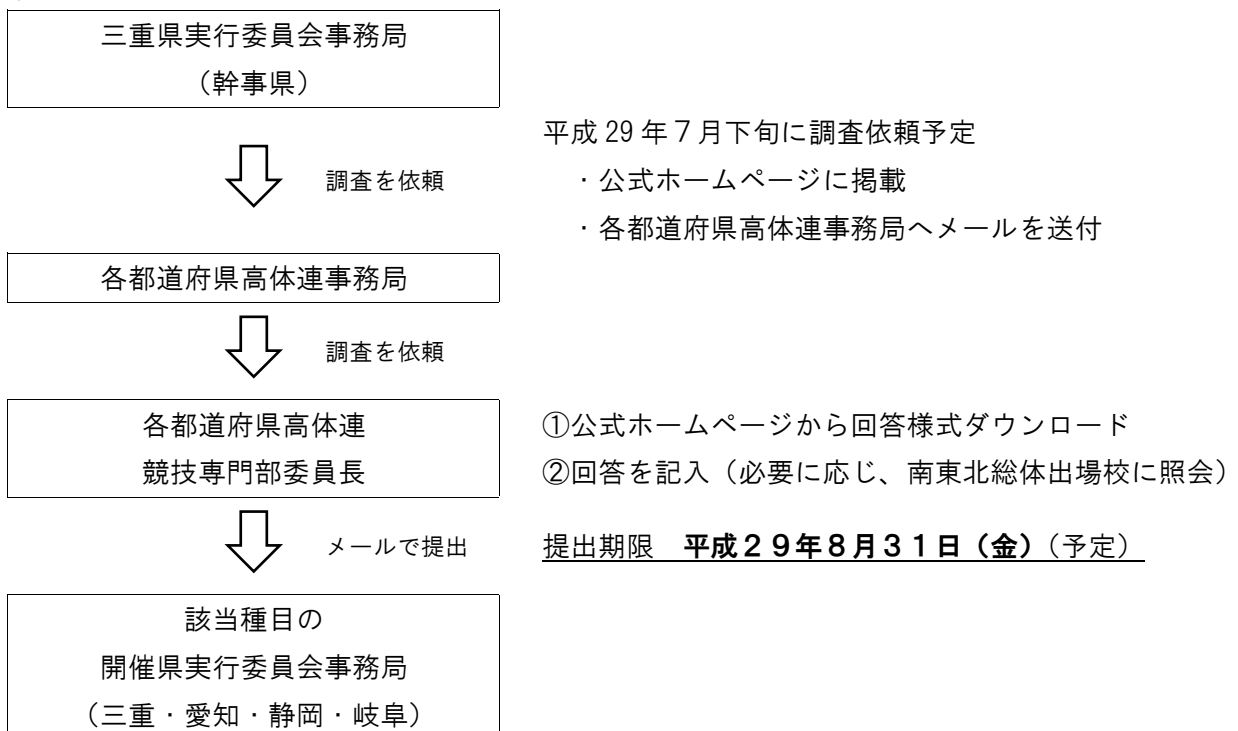 三重県実行委員会事務局
（幹事県）
平成29年７月下旬に調査依頼予定
調査を依頼
・公式ホームページに掲載
・各都道府県高体連事務局へメールを送付
各都道府県高体連事務局
調査を依頼
各都道府県高体連
競技専門部委員長
①公式ホームページから回答様式ダウンロード
②回答を記入（必要に応じ、南東北総体出場校に照会）
メールで提出
提出期限　平成２９年８月３１日（金）（予定）
該当種目の
開催県実行委員会事務局
（三重・愛知・静岡・岐阜）